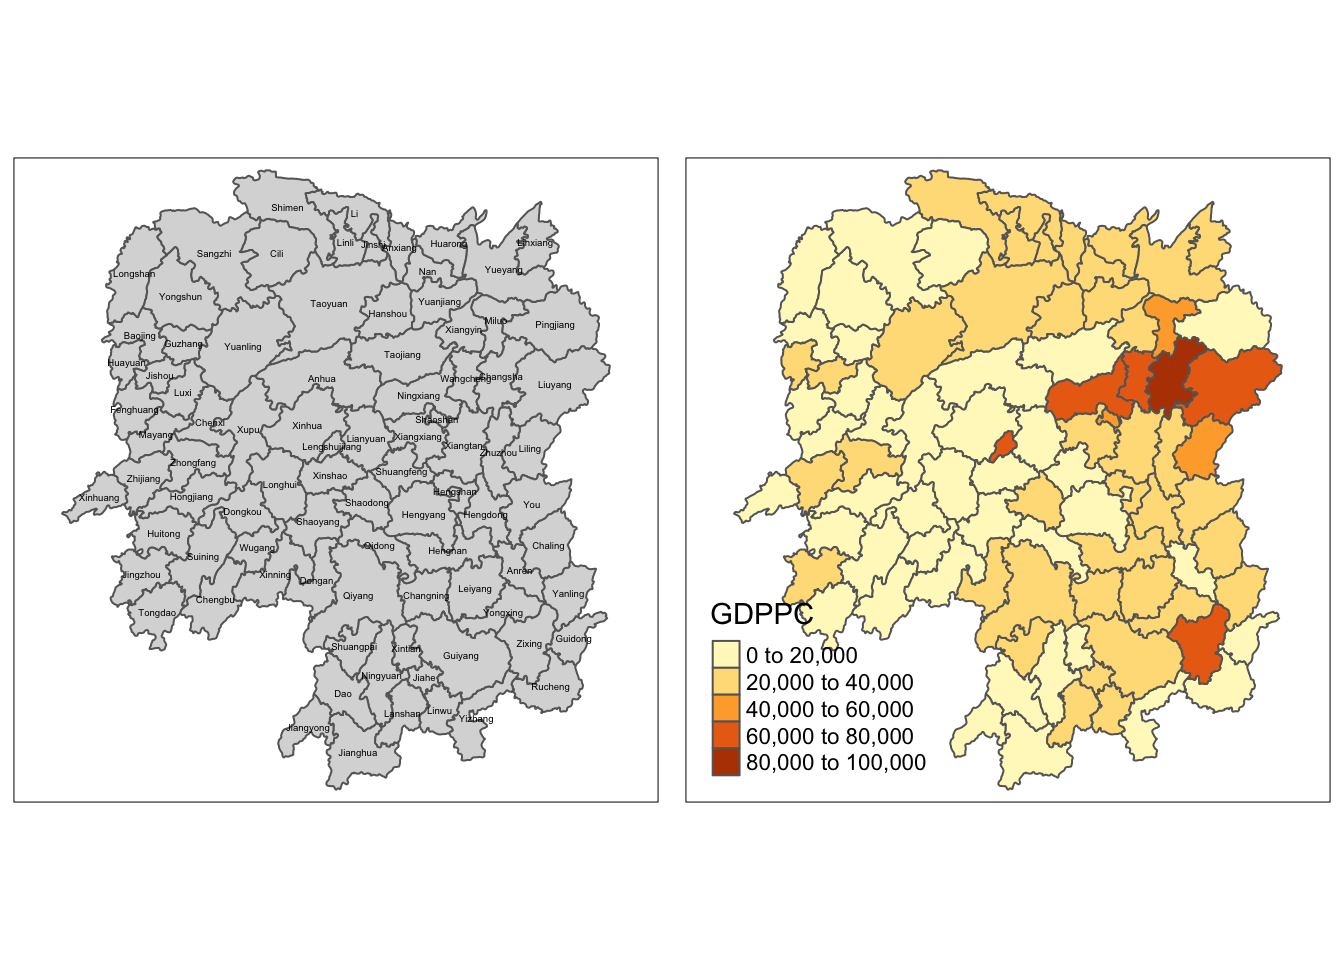 Shimen
Li
Linli
Jinshi
Anxiang
Huarong
Linxiang
Sangzhi
Cili
Nan
Yueyang
Longshan
Yongshun
Taoyuan
Hanshou
Yuanjiang
Miluo
Xiangyin
Pingjiang
Baojing
Guzhang
Yuanling
Taojiang
Huayuan
Jishou
Anhua
Wangcheng
Changsha
Liuyang
Luxi
Ningxiang
Fenghuang
Chenxi
Shaoshan
Xupu
Xinhua
Mayang
Lianyuan
Xiangxiang
Lengshuijiang
Xiangtan
Zhuzhou
Liling
Zhongfang
Shuangfeng
Zhijiang
Xinshao
Longhui
Hengshan
Xinhuang
Hongjiang
Shaodong
You
Dongkou
Hengyang
Hengdong
Shaoyang
Huitong
Wugang
Qidong
Hengnan
Chaling
Suining
Jingzhou
Xinning
Dongan
Anren
Chengbu
Qiyang
Changning
Leiyang
Yanling
Tongdao
Yongxing
Shuangpai
Xintian
Guiyang
Zixing
Guidong
Ningyuan
Jiahe
Rucheng
Dao
Lanshan
Linwu
Yizhang
Jiangyong
Jianghua
GDPPC
0 to 20,000
20,000 to 40,000
40,000 to 60,000
60,000 to 80,000
80,000 to 100,000